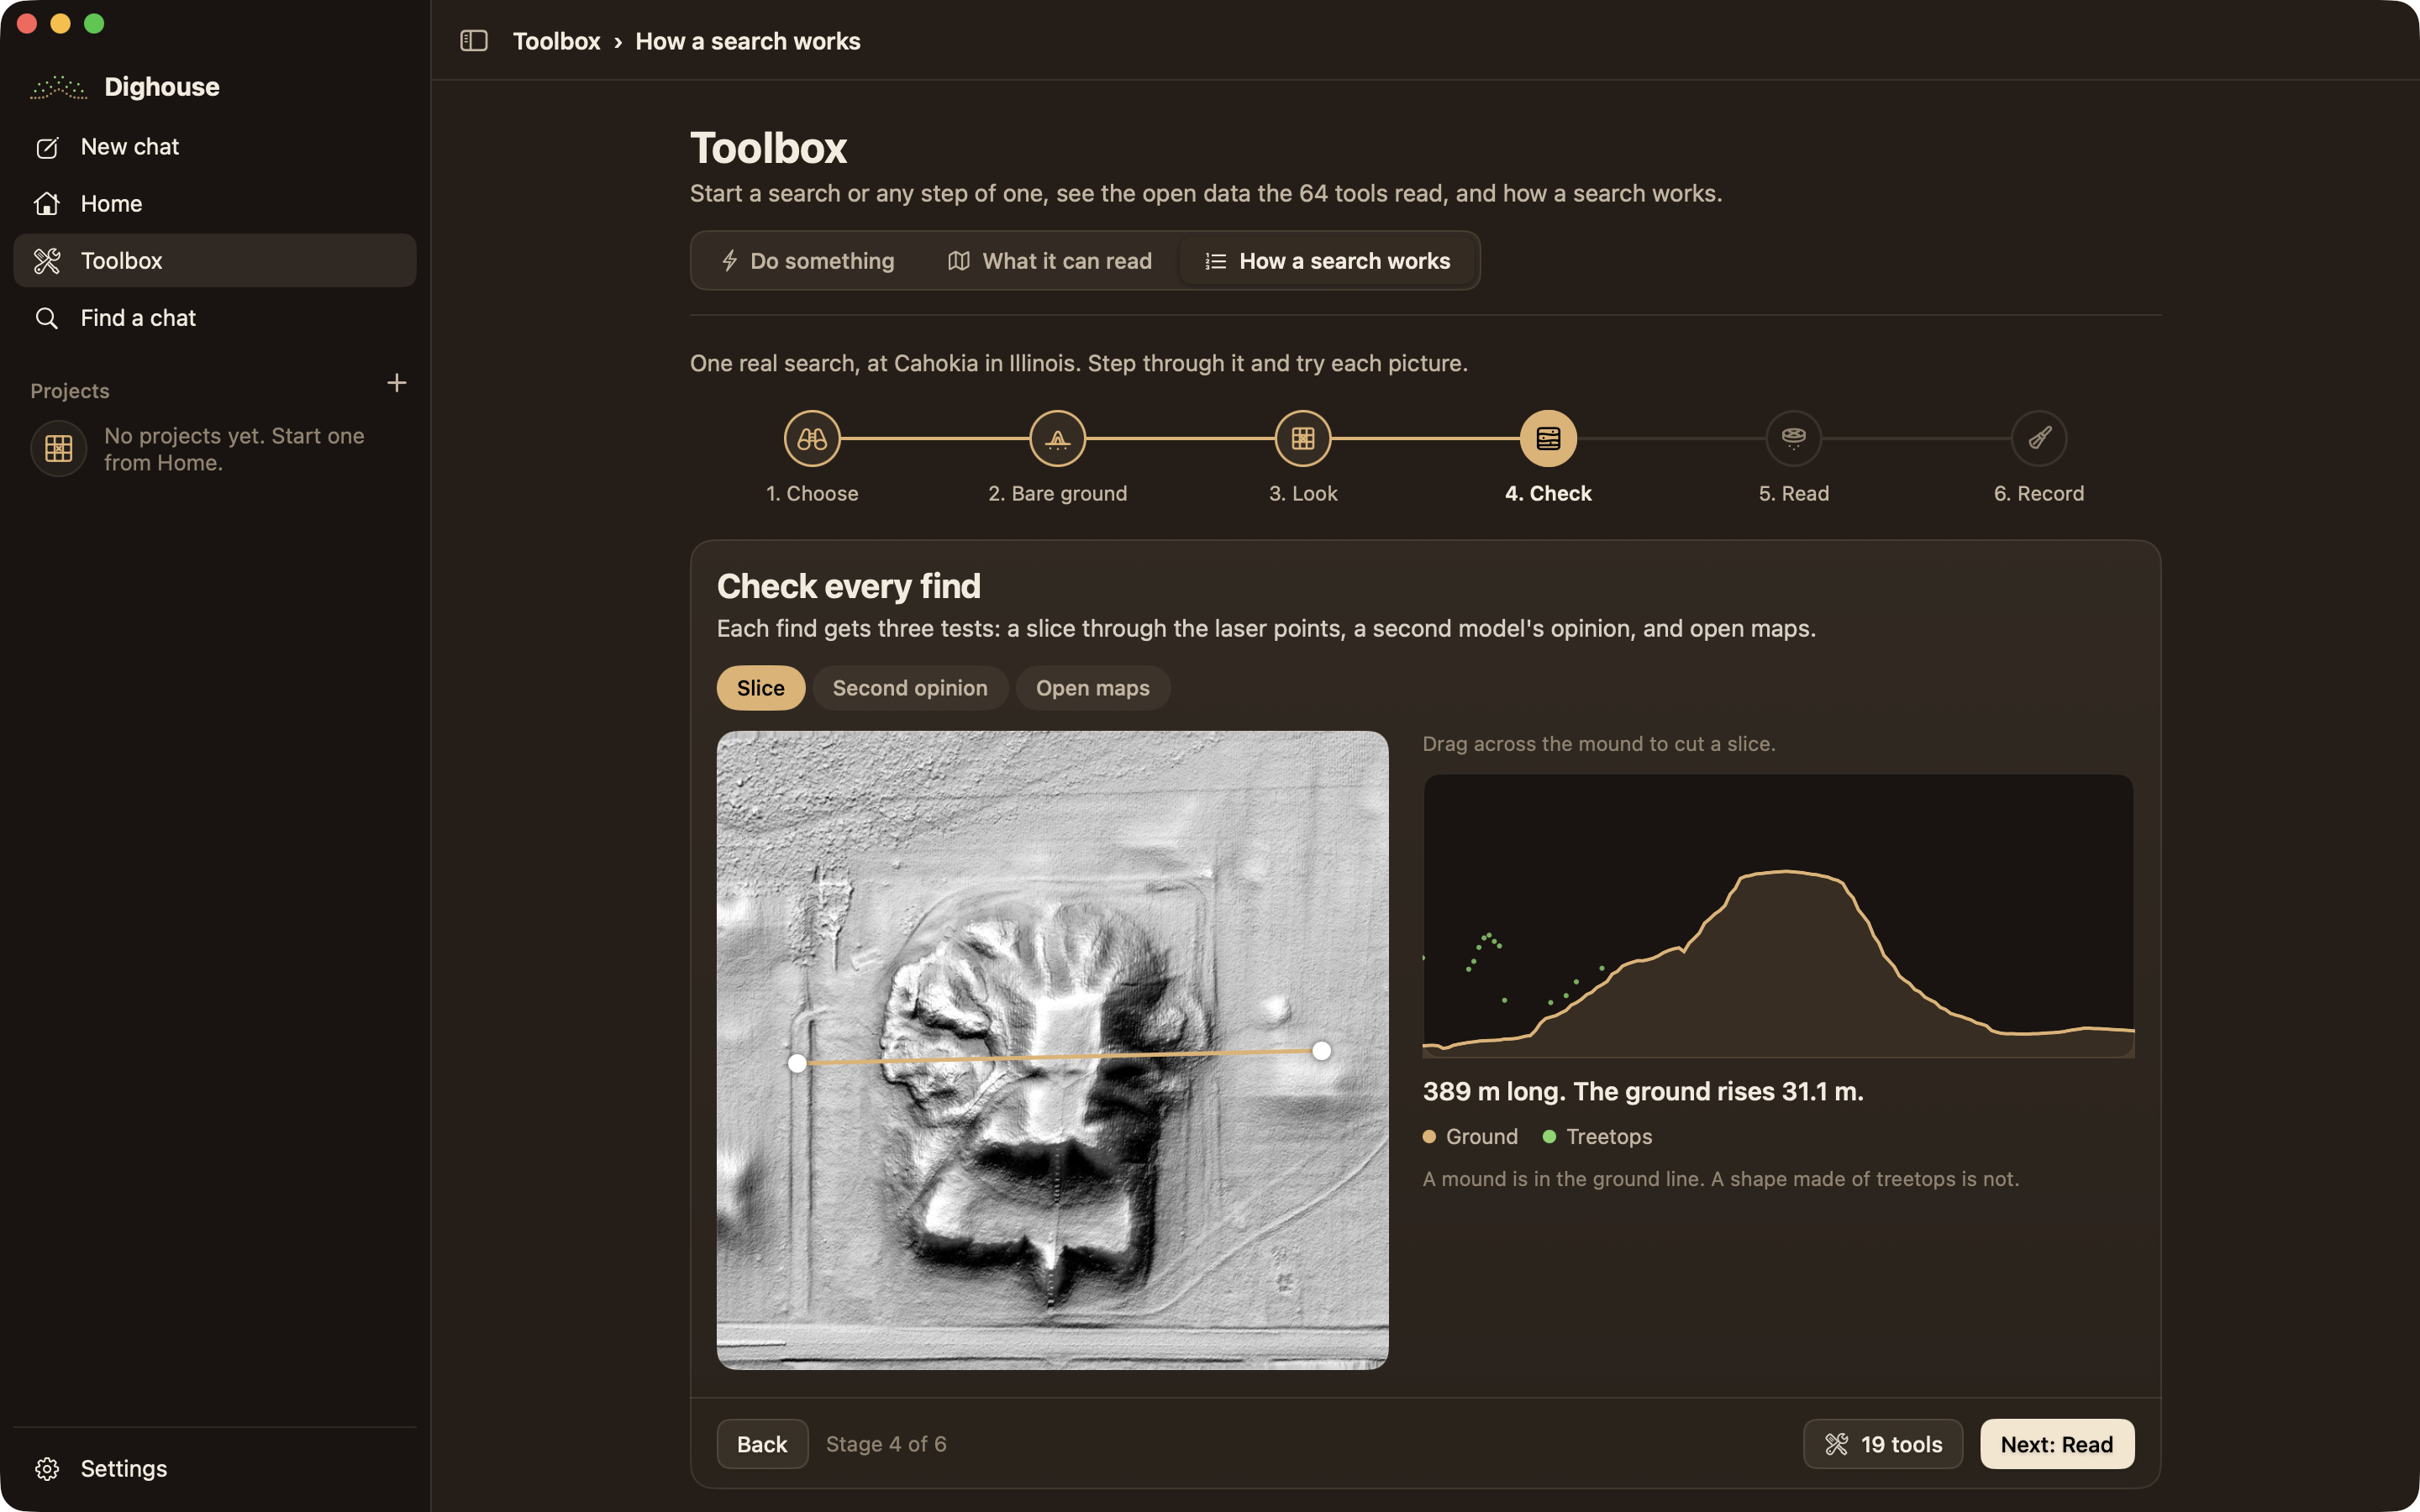 Dighouse
New chat
Home
Toolbox
Find a chat
Projects
No projects yet. Start one
from Home.
Settings
Toolbox › How a search works
Toolbox
Start a search or any step of one, see the open data the 64 tools read, and how a search works.
Do something
What it can read
How a search works
One real search, at Cahokia in Illinois. Step through it and try each picture.
1. Choose
2. Bare ground
3. Look
4. Check
5. Read
6. Record
Check every find
Each find gets three tests: a slice through the laser points, a second model's opinion, and open maps.
Slice
Second opinion
Open maps
Drag across the mound to cut a slice.
389 m long. The ground rises 31.1 m.
Ground
Treetops
A mound is in the ground line. A shape made of treetops is not.
Back
Stage 4 of 6
19 tools
Next: Read